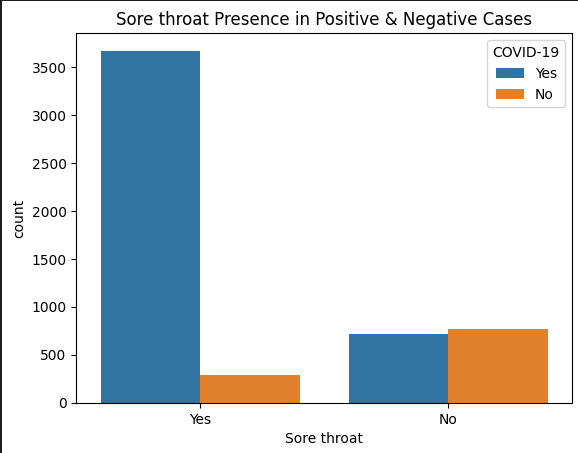 Sore throat Presence in Positive & Negative Cases
COVID-19
Yes
No
3500
3000
2500
2000
1500
1000
500
0
count
Yes
No
Sore throat